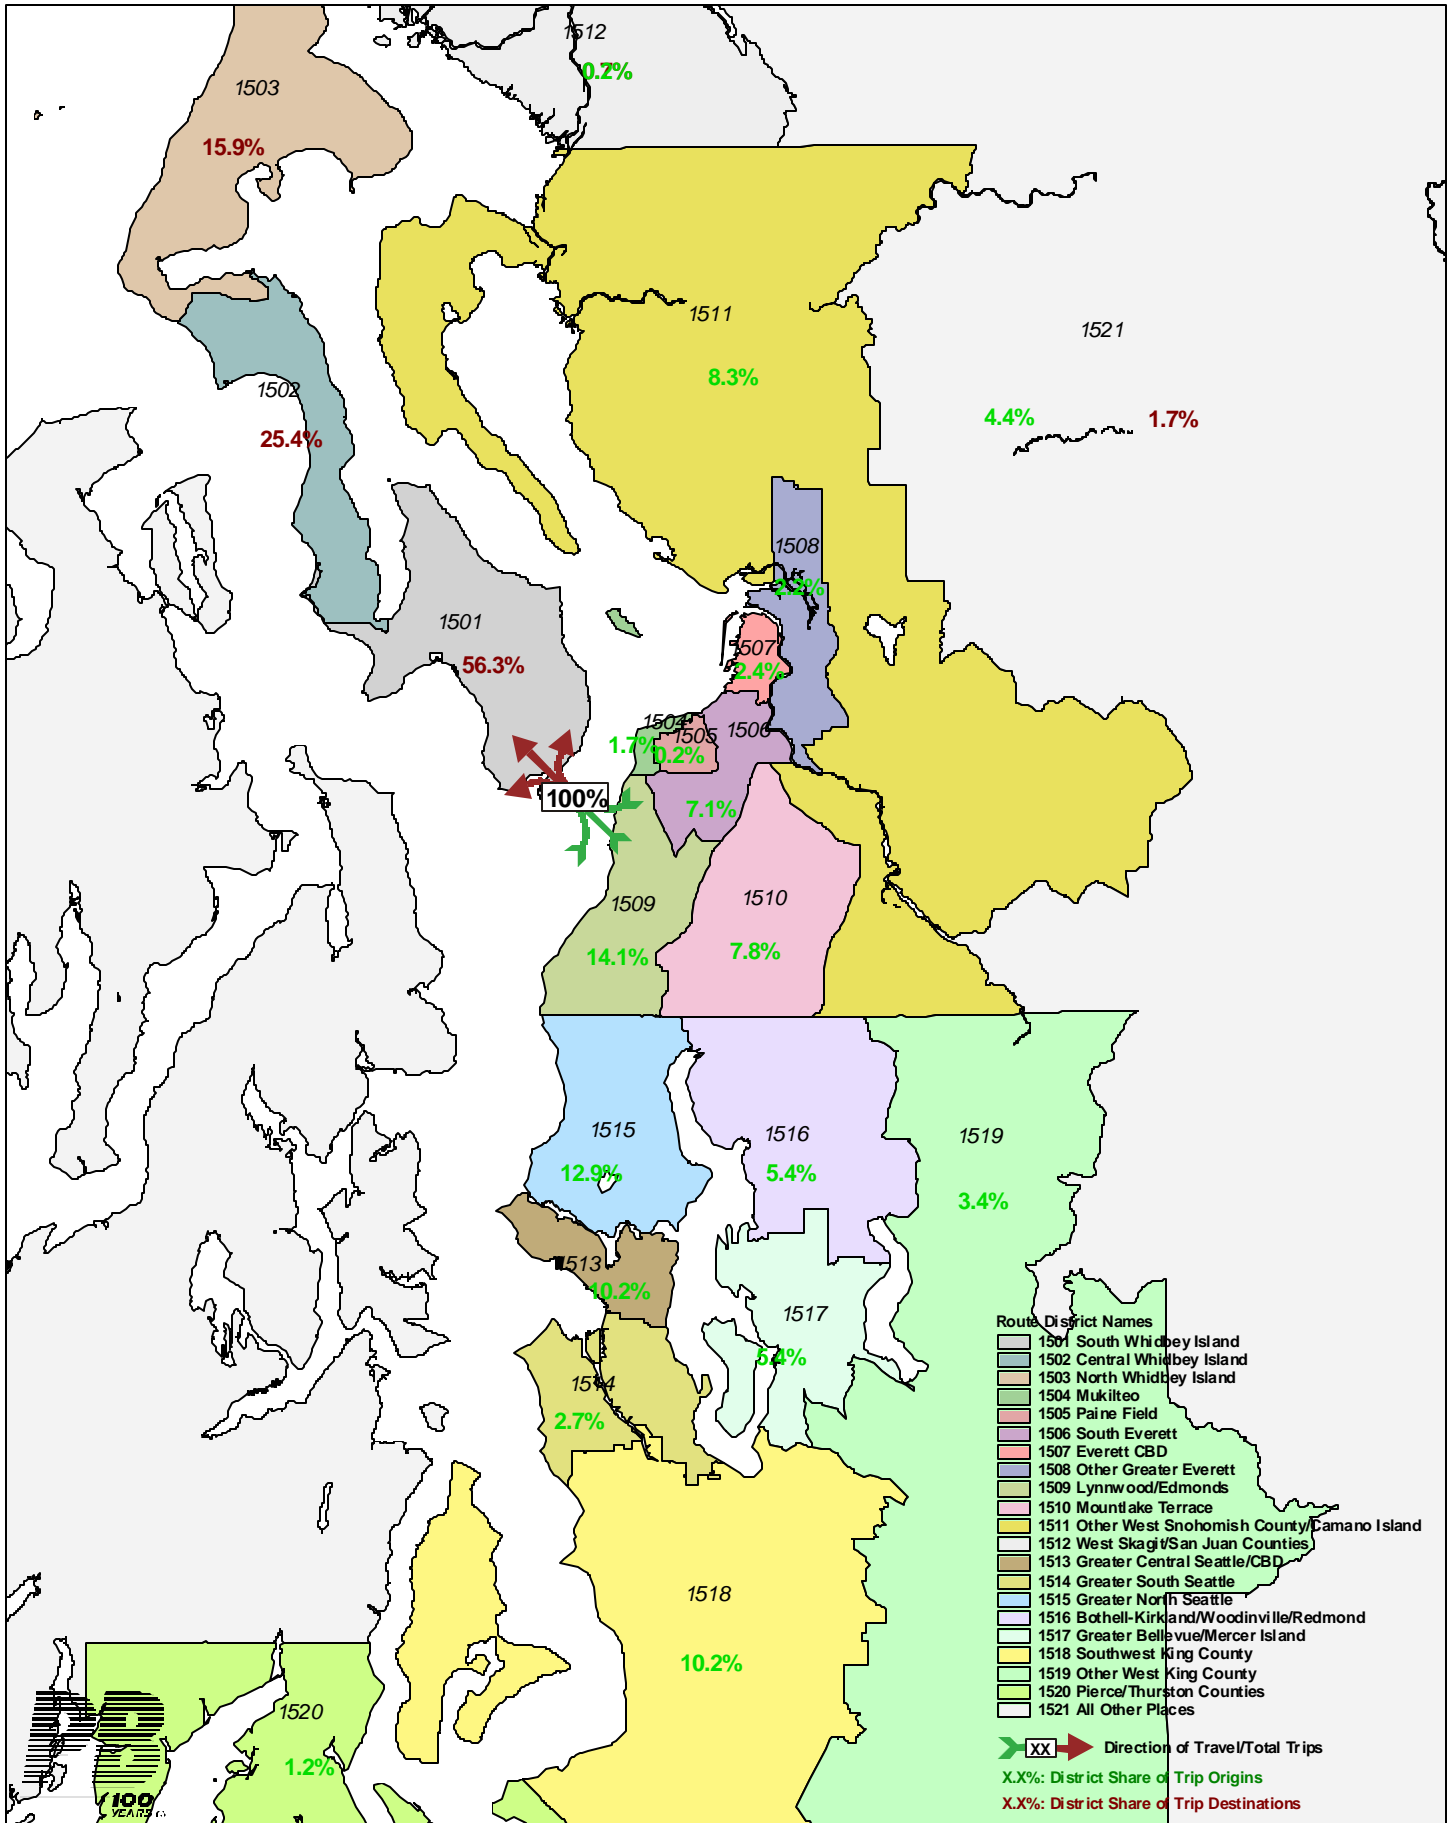 1512
1503
15.9%
1511
8.3%
1521
4.4%
1.7%
1502
25.4%
1508
2.2%
1501
56.3%
1507
2.4%
1504
1.7%
1505
0.2%
1506
7.1%
100%
1509
14.1%
1510
7.8%
1515
12.9%
1516
5.4%
1519
3.4%
1513
10.2%
1517
5.4%
1514
2.7%
1518
10.2%
1520
1.2%
Route District Names
1501 South Whidbey Island
1502 Central Whidbey Island
1503 North Whidbey Island
1504 Mukilteo
1505 Paine Field
1506 South Everett
1507 Everett CBD
1508 Other Greater Everett
1509 Lynnwood/Edmonds
1510 Mountlake Terrace
1511 Other West Snohomish County/Camano Island
1512 West Skagit/San Juan Counties
1513 Greater Central Seattle/CBD
1514 Greater South Seattle
1515 Greater North Seattle
1516 Bothell-Kirkland/Woodinville/Redmond
1517 Greater Bellevue/Mercer Island
1518 Southwest King County
1519 Other West King County
1520 Pierce/Thurston Counties
1521 All Other Places
XX Direction of Travel/Total Trips
X.X%: District Share of Trip Origins
X.X%: District Share of Trip Destinations
PB
100
YEARS